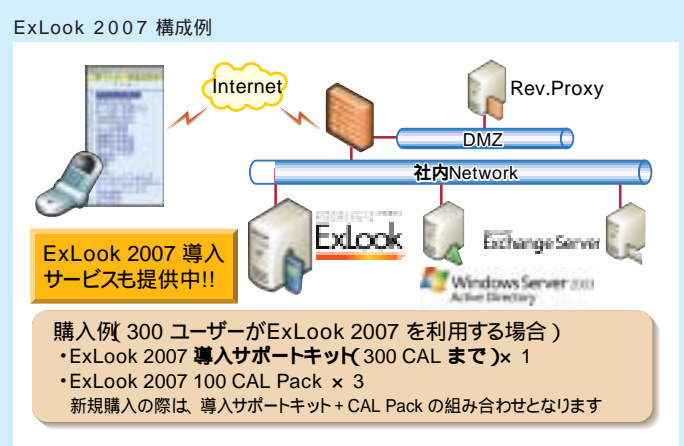 ExLook 2007 構成例
Internet
Rev.Proxy
DMZ
社内Network
ExLook
Exchange Server
Windows Server 2003
Active Directory
ExLook 2007 導入
サービスも提供中!!
購入例( 300 ユーザーがExLook 2007 を利用する場合 )
・ExLook 2007 導入サポートキット( 300 CAL まで )× 1
・ExLook 2007 100 CAL Pack × 3
新規購入の際は、導入サポートキット + CAL Pack の組み合わせとなります